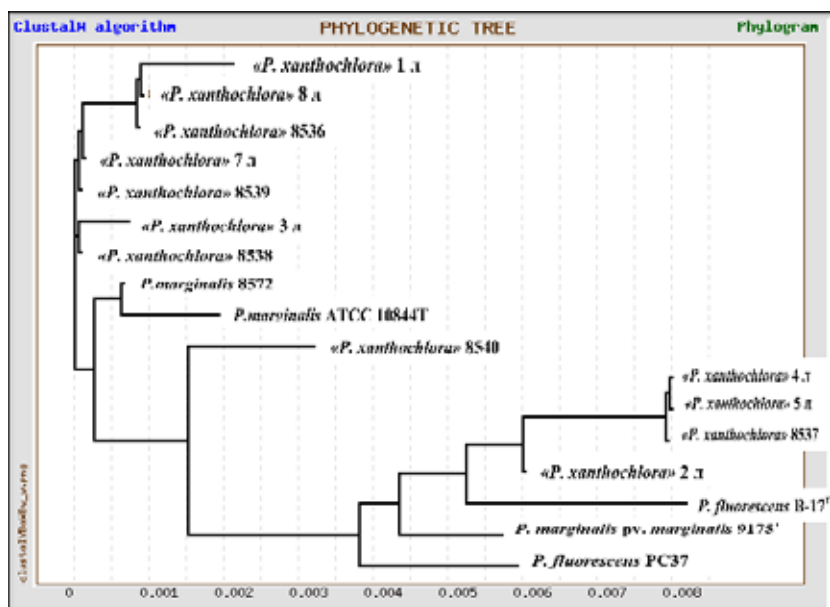 ClustalW algorithm PHYLOGENETIC TREE Phylogram
«P. xanthochlora» 1 л
«P. xanthochlora» 8 л
«P. xanthochlora» 8536
«P. xanthochlora» 7 л
«P. xanthochlora» 8539
«P. xanthochlora» 3 л
«P. xanthochlora» 8538
P.marginalis 8572
P.marginalis ATCC 10844T
«P. xanthochlora» 8540
«P. xanthochlora» 4 л
«P. xanthochlora» 5 л
«P. xanthochlora» 8537
«P. xanthochlora» 2 л
P. fluorescens B-17
P. marginalis pv. marginalis 9175
P. fluorescens PC37
0 0.001 0.002 0.003 0.004 0.005 0.006 0.007 0.008